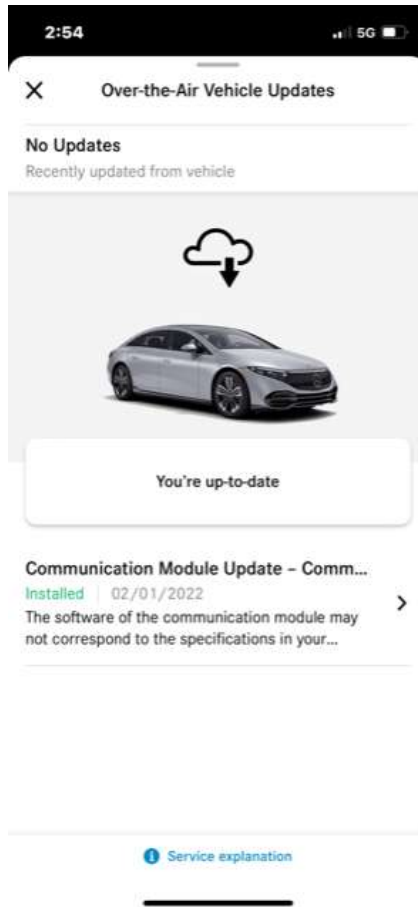 2:54
5G
Over-the-Air Vehicle Updates
No Updates
Recently updated from vehicle
You're up-to-date
Communication Module Update – Comm...
Installed | 02/01/2022
The software of the communication module may
not correspond to the specifications in your...
Service explanation